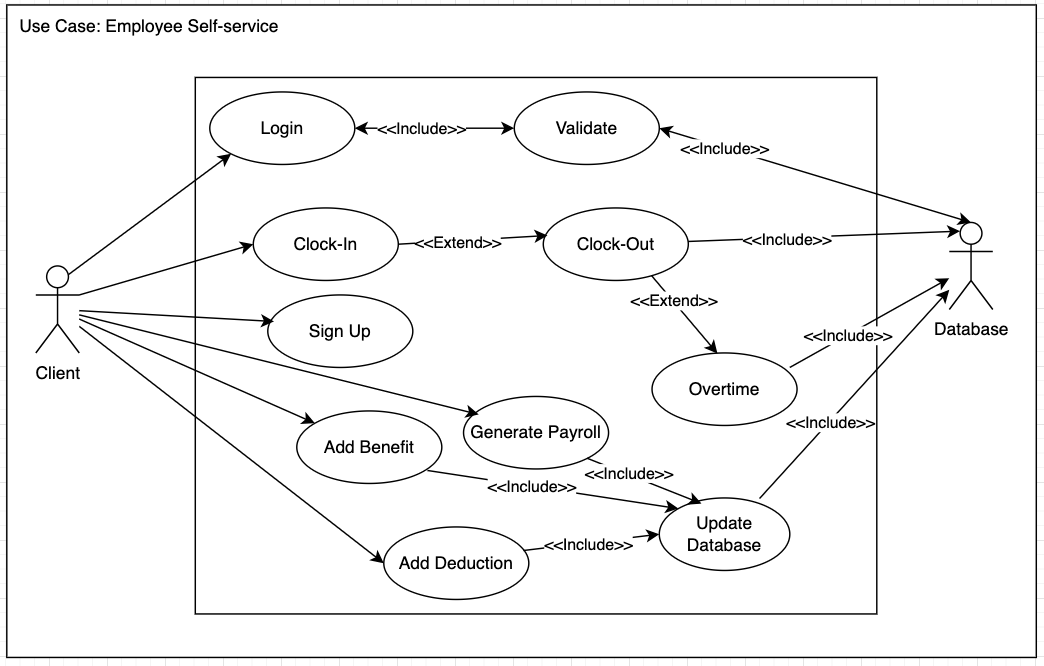 Use Case: Employee Self-service
Login
<<Include>>
Validate
<<Include>>
Clock-In
<<Extend>>
Clock-Out
<<Include>>
<<Extend>>
Sign Up
Database
<<Include>>
Client
Overtime
<<Include>>
Generate Payroll
Add Benefit
<<Include>>
<<Include>>
Update
Database
<<Include>>
Add Deduction